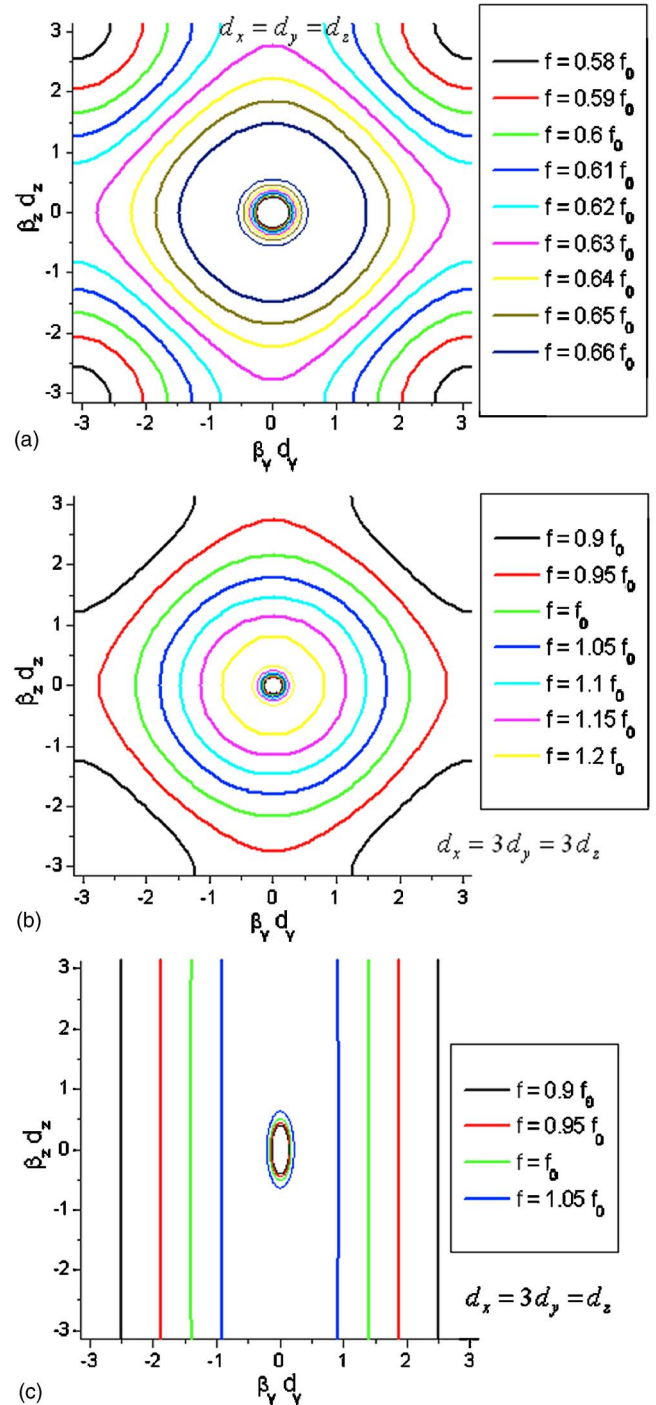 d_x = d_y = d_z
3
2
1
0
-1
-2
-3
β_z d_z
-3 -2 -1 0 1 2 3
β_y d_y
f = 0.58 f_0
f = 0.59 f_0
f = 0.6 f_0
f = 0.61 f_0
f = 0.62 f_0
f = 0.63 f_0
f = 0.64 f_0
f = 0.65 f_0
f = 0.66 f_0
(a)
3
2
1
0
-1
-2
-3
β_z d_z
-3 -2 -1 0 1 2 3
β_y d_y
f = 0.9 f_0
f = 0.95 f_0
f = f_0
f = 1.05 f_0
f = 1.1 f_0
f = 1.15 f_0
f = 1.2 f_0
d_x = 3d_y = 3d_z
(b)
3
2
1
0
-1
-2
-3
β_z d_z
-3 -2 -1 0 1 2 3
β_y d_y
f = 0.9 f_0
f = 0.95 f_0
f = f_0
f = 1.05 f_0
d_x = 3d_y = d_z
(c)